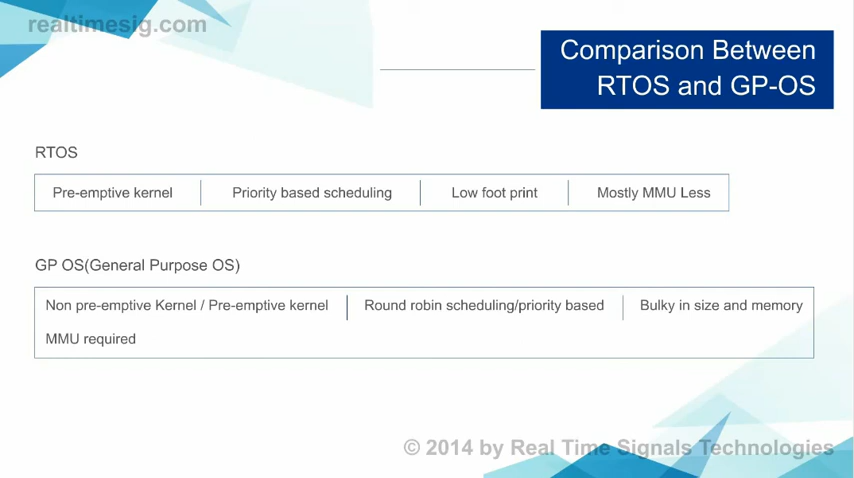 realtimesig.com
Comparison Between
RTOS and GP-OS
RTOS
Pre-emptive kernel Priority based scheduling Low foot print Mostly MMU Less
GP OS(General Purpose OS)
Non pre-emptive Kernel / Pre-emptive kernel Round robin scheduling/priority based Bulky in size and memory
MMU required
© 2014 by Real Time Signals Technologies